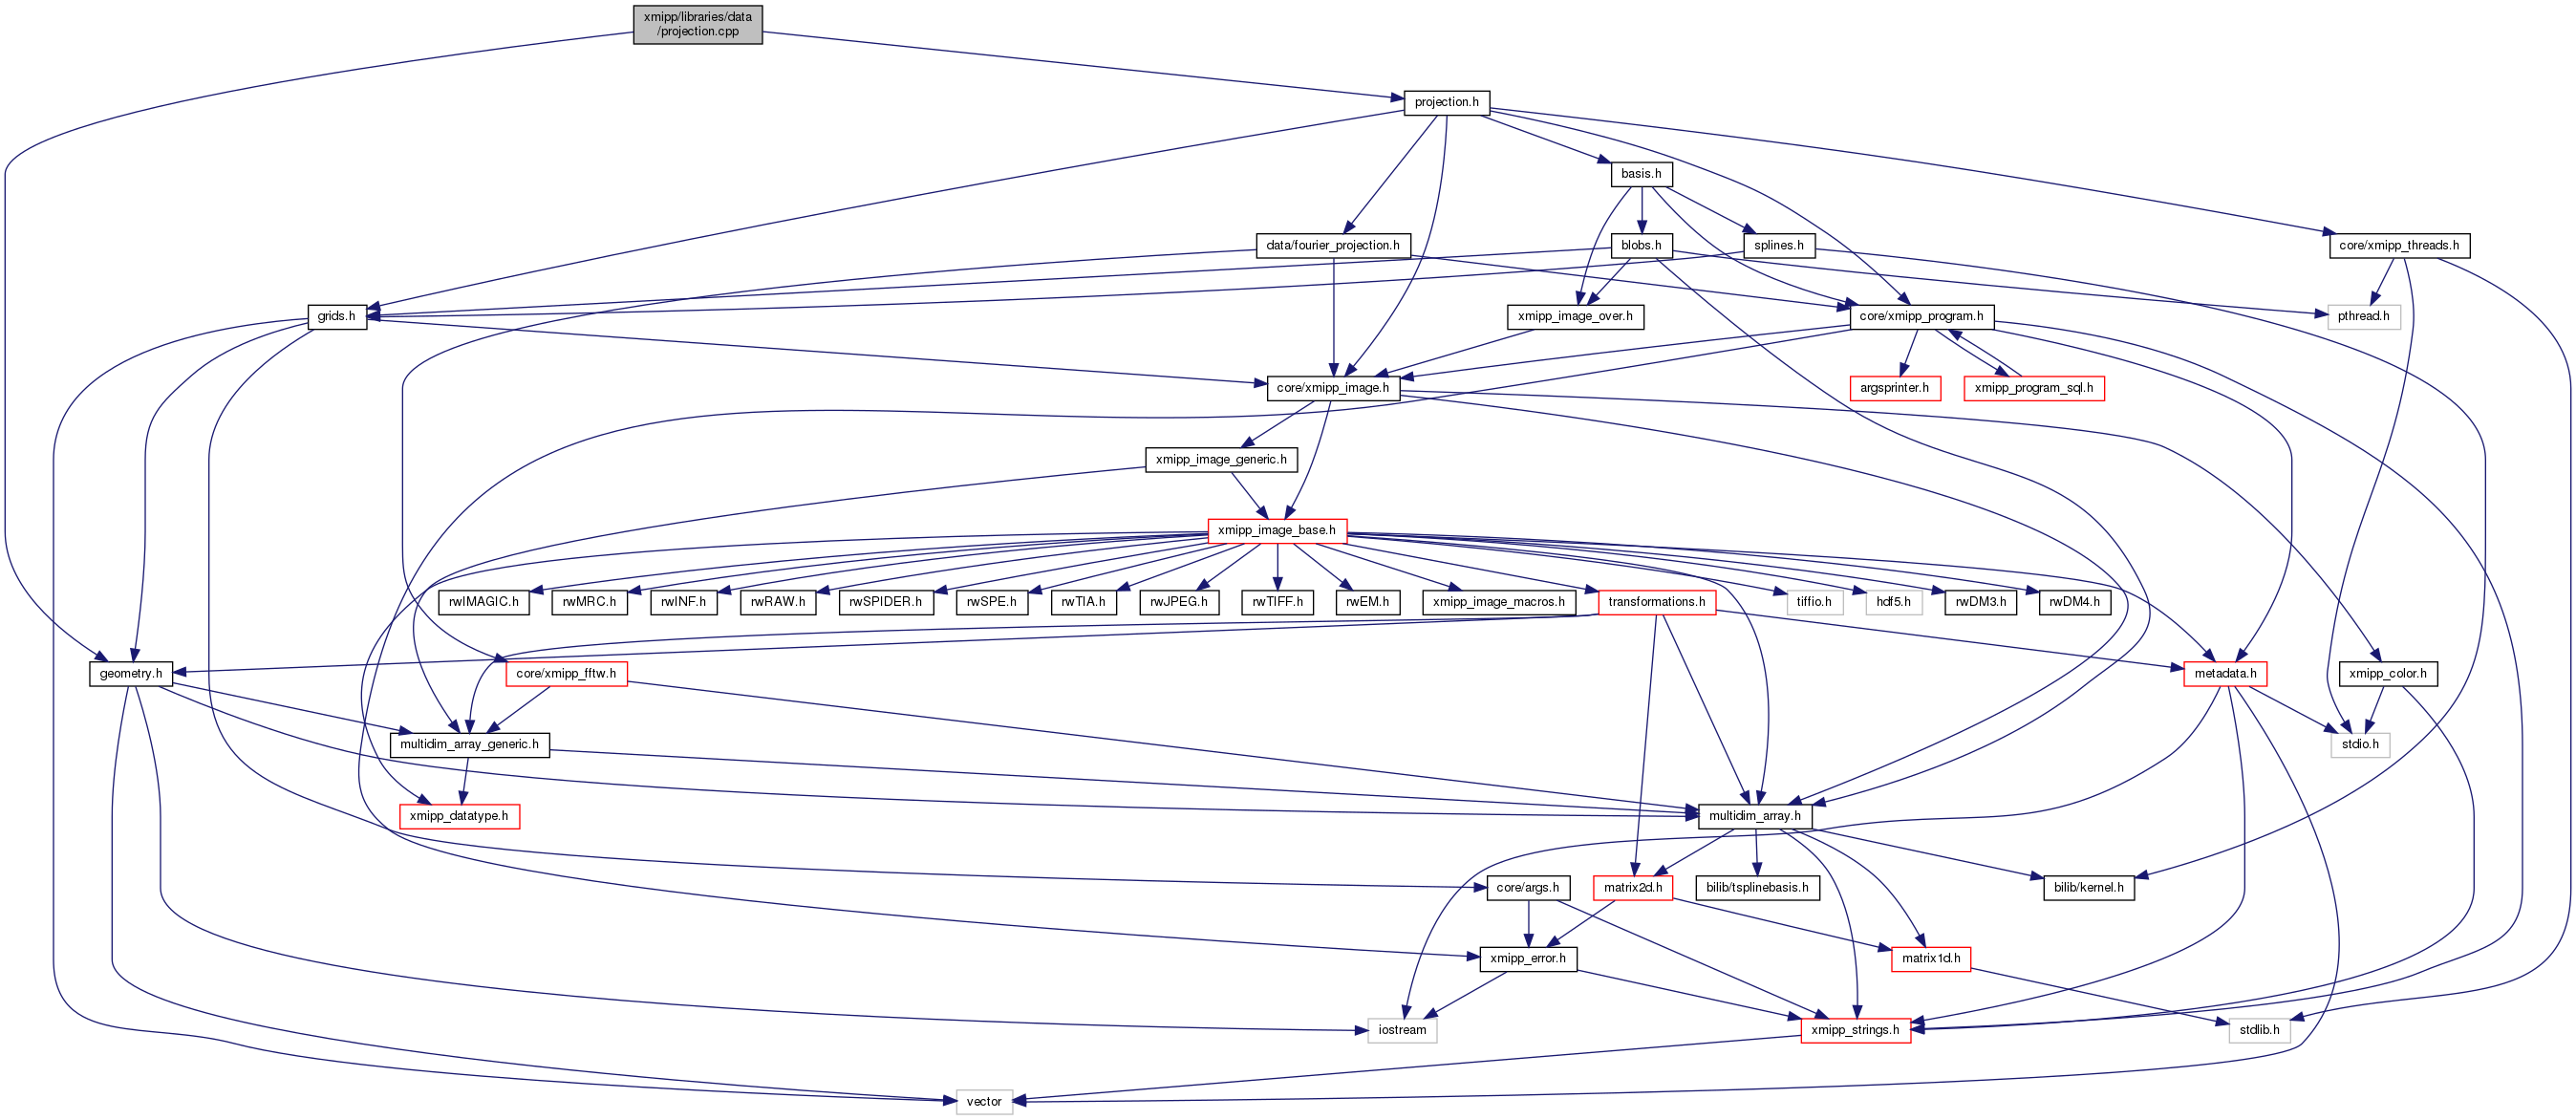 xmipp/libraries/data
/projection.cpp
projection.h
basis.h
data/fourier_projection.h
blobs.h
splines.h
core/xmipp_threads.h
grids.h
xmipp_image_over.h
core/xmipp_program.h
pthread.h
core/xmipp_image.h
argsprinter.h
xmipp_program_sql.h
xmipp_image_generic.h
xmipp_image_base.h
rwIMAGIC.h
rwMRC.h
rwINF.h
rwRAW.h
rwSPIDER.h
rwSPE.h
rwTIA.h
rwJPEG.h
rwTIFF.h
rwEM.h
xmipp_image_macros.h
transformations.h
tiffio.h
hdf5.h
rwDM3.h
rwDM4.h
geometry.h
core/xmipp_fftw.h
metadata.h
xmipp_color.h
multidim_array_generic.h
stdio.h
xmipp_datatype.h
multidim_array.h
core/args.h
matrix2d.h
bilib/tsplinebasis.h
bilib/kernel.h
xmipp_error.h
matrix1d.h
iostream
xmipp_strings.h
stdlib.h
vector